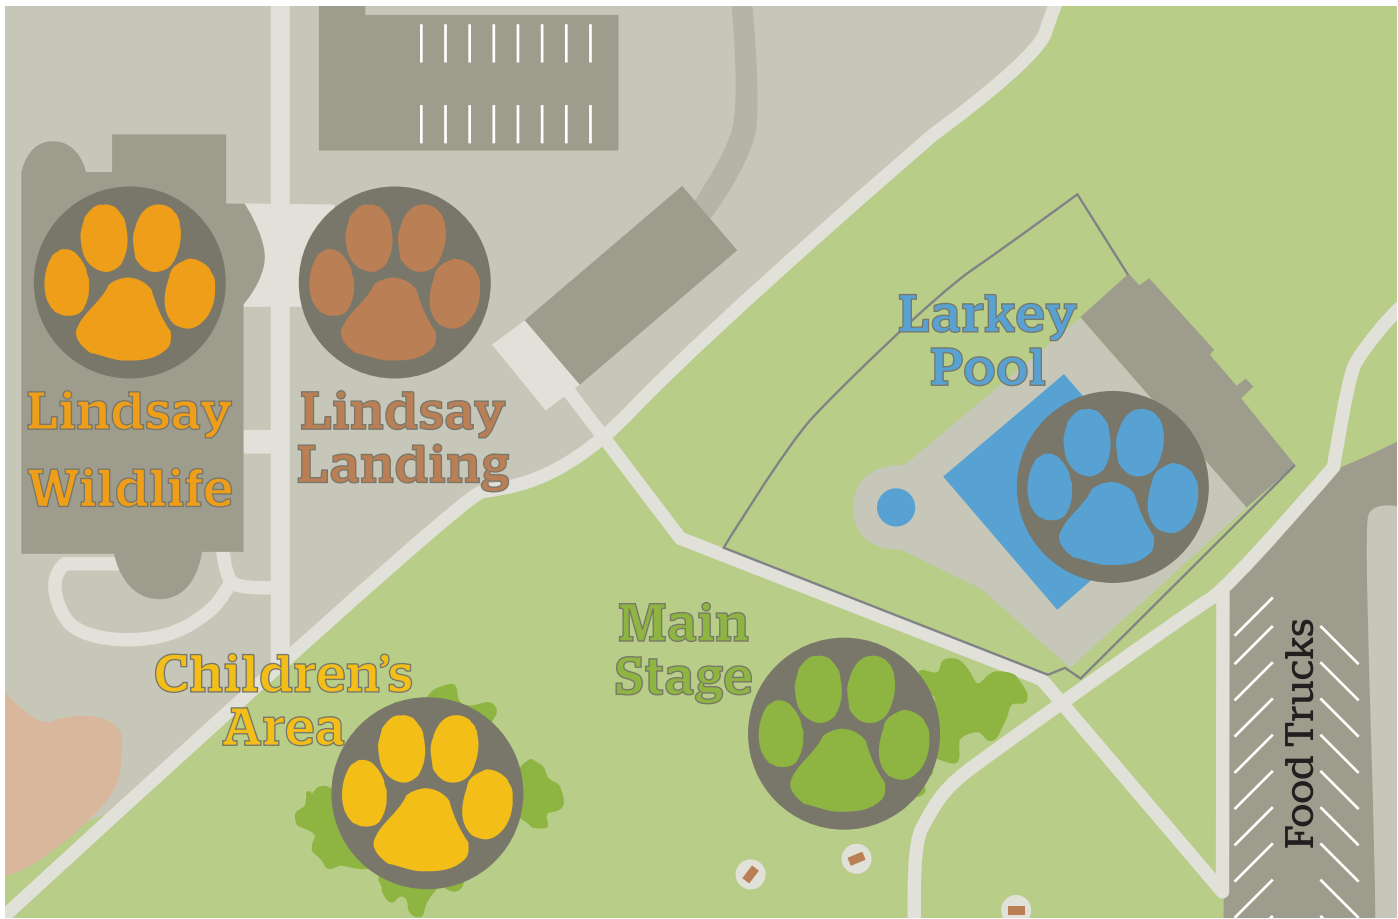 Lindsay
Wildlife
Lindsay
Landing
Larkey
Pool
Main
Stage
Children's
Area
Food Trucks